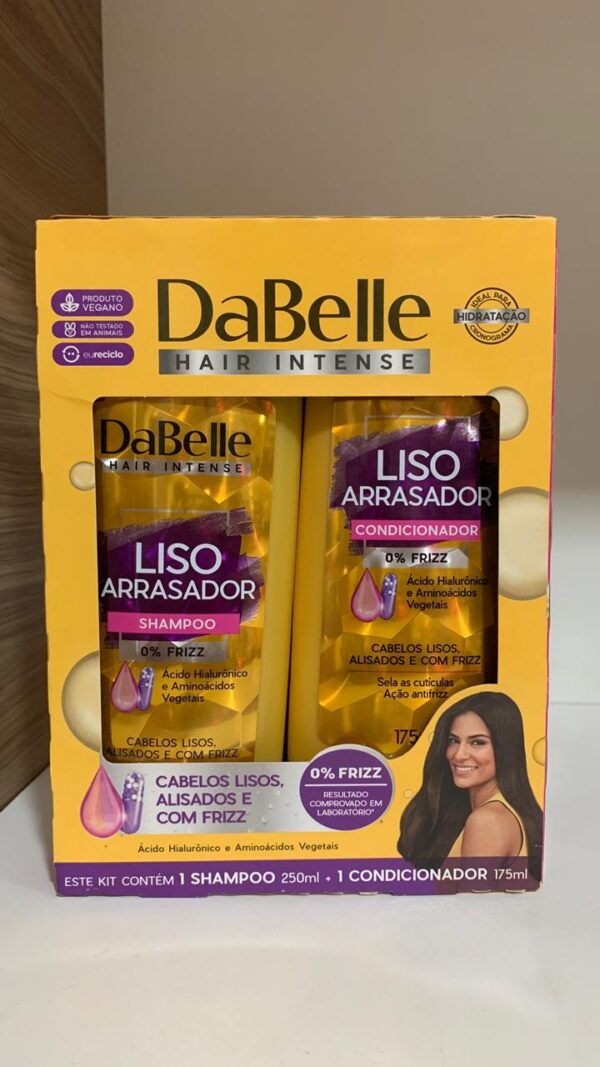 PRODUTO
VEGANO
NÃO TESTADO
EM ANIMAIS
eureciclo
DaBelle
HAIR INTENSE
IDEAL PARA
HIDRATAÇÃO
CRONOGRAMA
DaBelle
HAIR INTENSE
LISO
ARRASADOR
SHAMPOO
0% FRIZZ
Ácido Hialurônico
e Aminoácidos
Vegetais
CABELOS LISOS,
ALISADOS E COM FRIZZ
LISO
ARRASADOR
CONDICIONADOR
0% FRIZZ
Ácido Hialurônico
e Aminoácidos
Vegetais
CABELOS LISOS,
ALISADOS E COM FRIZZ
Sela as cutículas
Ação antifrizz
175
CABELOS LISOS,
ALISADOS E
COM FRIZZ
0% FRIZZ
RESULTADO
COMPROVADO EM
LABORATÓRIO*
Ácido Hialurônico e Aminoácidos Vegetais
ESTE KIT CONTÉM 1 SHAMPOO 250ml + 1 CONDICIONADOR 175ml